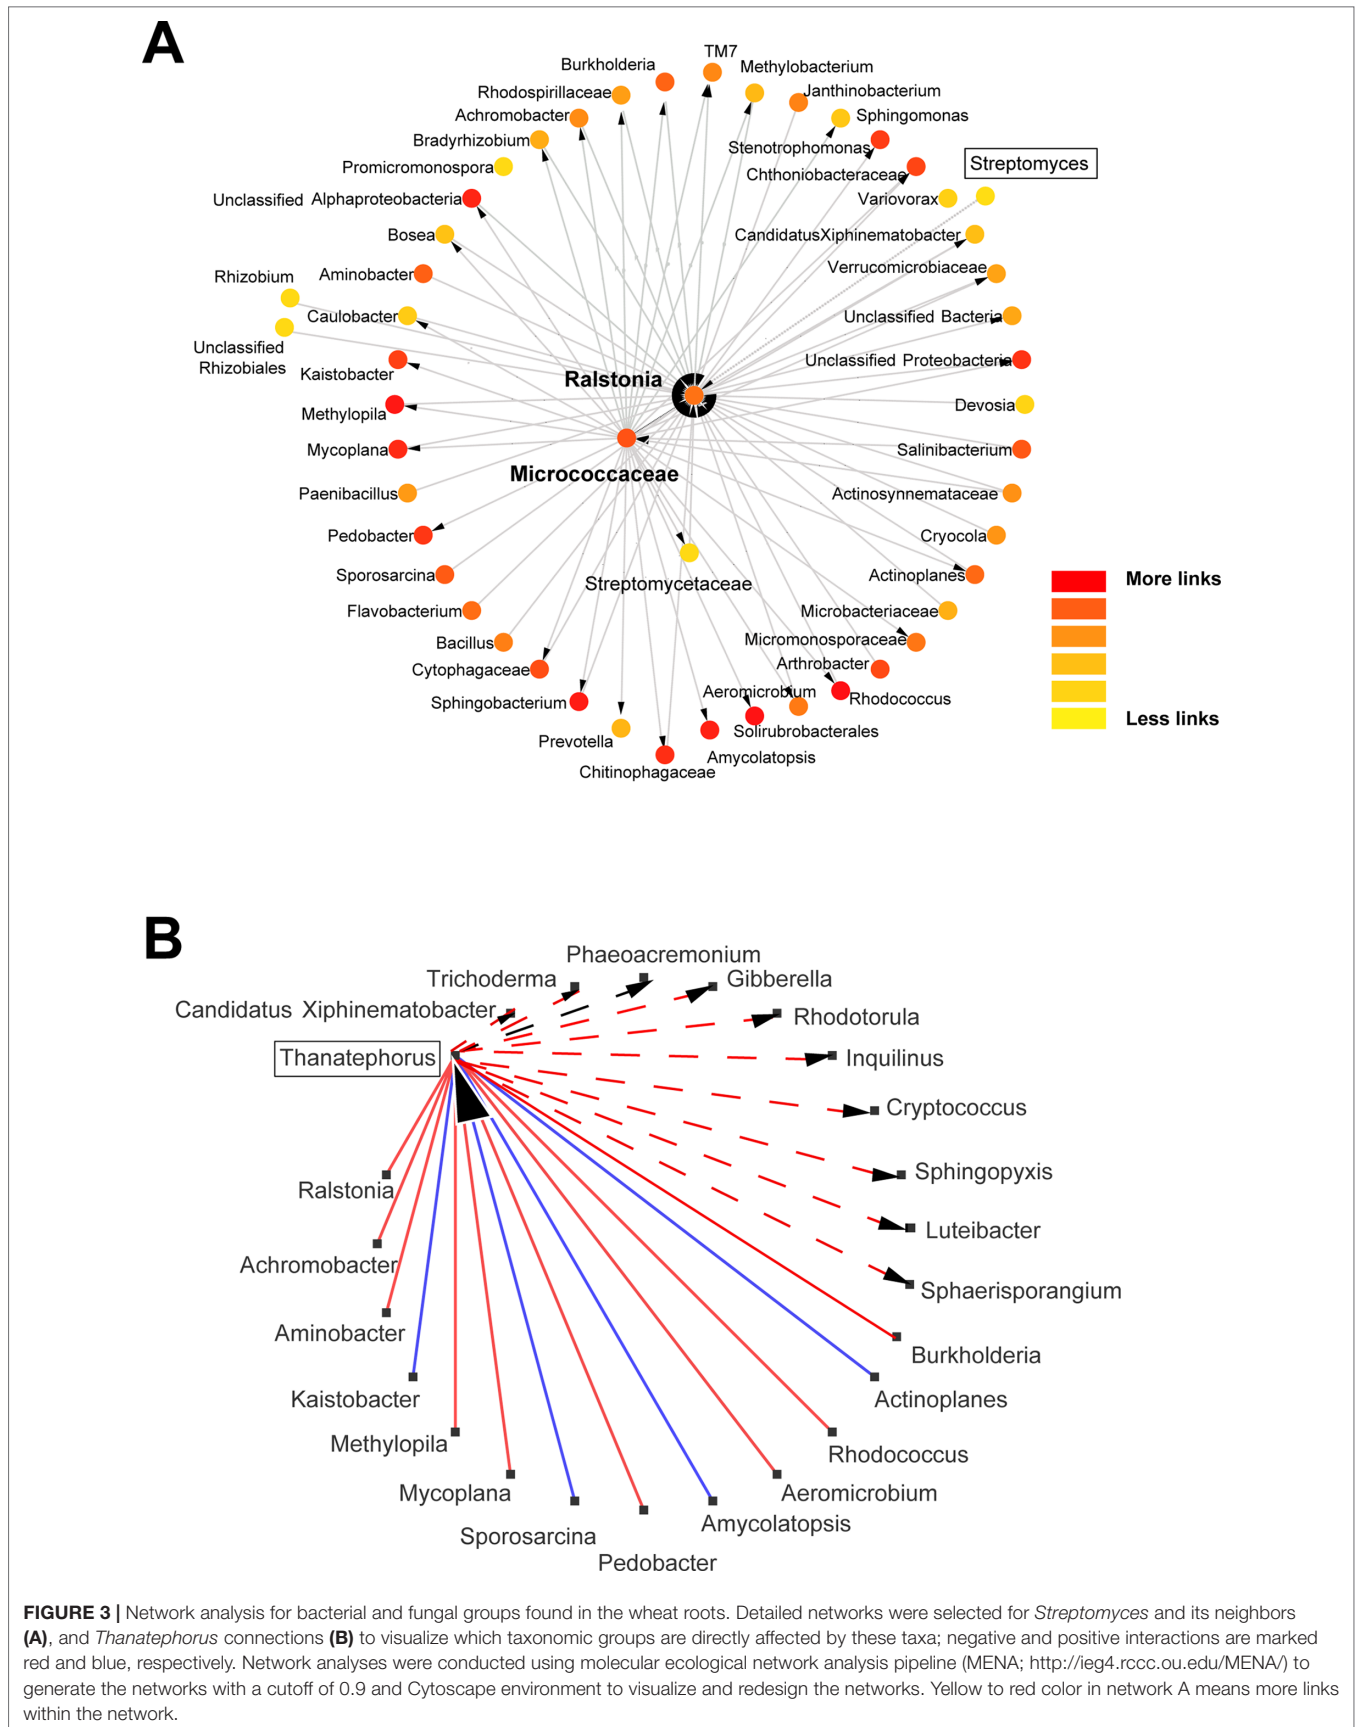 A
TM7
Burkholderia
Methylobacterium
Rhodospirillaceae
Janthinobacterium
Achromobacter
Sphingomonas
Bradyrhizobium
Stenotrophomonas
Promicromonospora
Chthoniobacteraceae
Streptomyces
Unclassified Alphaproteobacteria
Variovorax
Bosea
CandidatusXiphinematobacter
Aminobacter
Verrucomicrobiaceae
Rhizobium
Caulobacter
Unclassified Bacteria
Unclassified
Rhizobiales
Kaistobacter
Unclassified Proteobacteria
Ralstonia
Methylopila
Devosia
Mycoplana
Salinibacterium
Micrococcaceae
Paenibacillus
Actinosynnemataceae
Pedobacter
Cryocola
Sporosarcina
Streptomycetaceae
Actinoplanes
More links
Flavobacterium
Microbacteriaceae
Bacillus
Micromonosporaceae
Cytophagaceae
Arthrobacter
Sphingobacterium
Aeromicrobium
Rhodococcus
Less links
Prevotella
Solirubrobacterales
Chitinophagaceae
Amycolatopsis
B
Phaeoacremonium
Trichoderma
Gibberella
Candidatus Xiphinematobacter
Rhodotorula
Thanatephorus
Inquilinus
Cryptococcus
Sphingopyxis
Ralstonia
Luteibacter
Achromobacter
Sphaerisporangium
Aminobacter
Burkholderia
Kaistobacter
Actinoplanes
Methylopila
Rhodococcus
Mycoplana
Aeromicrobium
Sporosarcina
Amycolatopsis
Pedobacter
FIGURE 3 | Network analysis for bacterial and fungal groups found in the wheat roots. Detailed networks were selected for Streptomyces and its neighbors
(A), and Thanatephorus connections (B) to visualize which taxonomic groups are directly affected by these taxa; negative and positive interactions are marked
red and blue, respectively. Network analyses were conducted using molecular ecological network analysis pipeline (MENA; http://ieg4.rccc.ou.edu/MENA/) to
generate the networks with a cutoff of 0.9 and Cytoscape environment to visualize and redesign the networks. Yellow to red color in network A means more links
within the network.